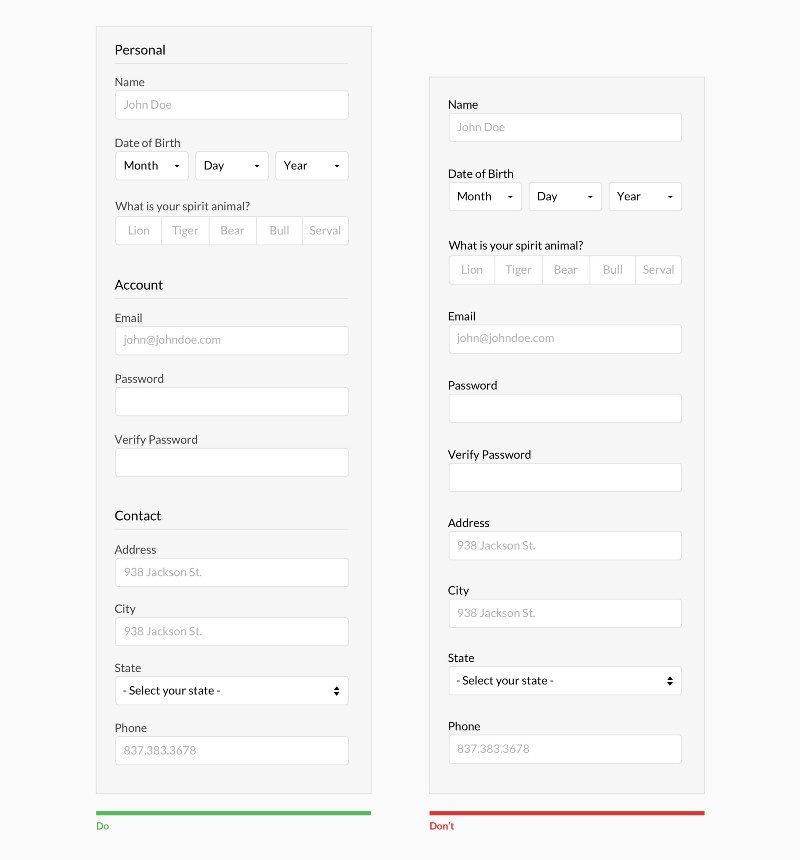 Personal
Name
John Doe
Date of Birth
Month Day Year
What is your spirit animal?
Lion Tiger Bear Bull Serval
Account
Email
john@johndoe.com
Password
Verify Password
Contact
Address
938 Jackson St.
City
938 Jackson St.
State
- Select your state -
Phone
837.383.3678
Do
Name
John Doe
Date of Birth
Month Day Year
What is your spirit animal?
Lion Tiger Bear Bull Serval
Email
john@johndoe.com
Password
Verify Password
Address
938 Jackson St.
City
938 Jackson St.
State
- Select your state -
Phone
837.383.3678
Don't